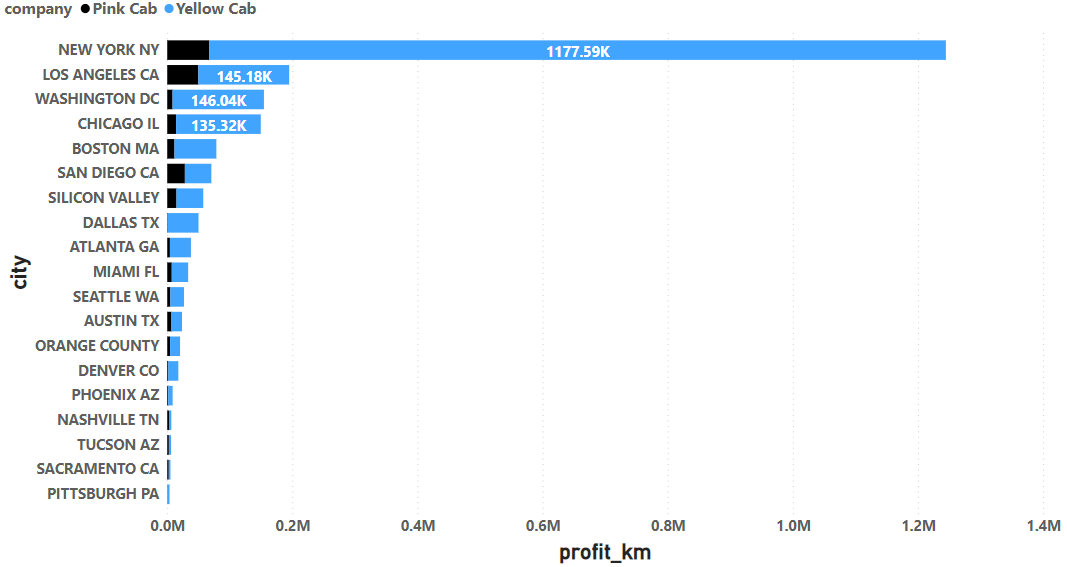 company Pink Cab Yellow Cab
NEW YORK NY 1177.59K
LOS ANGELES CA 145.18K
WASHINGTON DC 146.04K
CHICAGO IL 135.32K
BOSTON MA
SAN DIEGO CA
SILICON VALLEY
DALLAS TX
ATLANTA GA
MIAMI FL
SEATTLE WA
AUSTIN TX
ORANGE COUNTY
DENVER CO
PHOENIX AZ
NASHVILLE TN
TUCSON AZ
SACRAMENTO CA
PITTSBURGH PA
city
0.0M 0.2M 0.4M 0.6M 0.8M 1.0M 1.2M 1.4M
profit_km